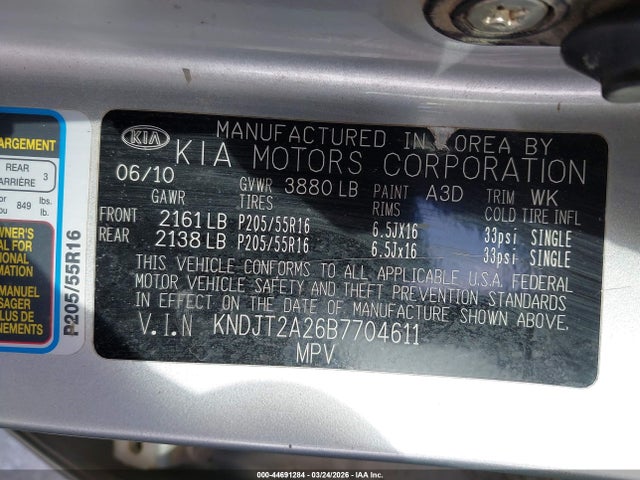 KIA
MANUFACTURED IN KOREA BY
KIA MOTORS CORPORATION
06/10 GVWR 3880 LB PAINT A3D TRIM WK
GAWR TIRES RIMS COLD TIRE INFL
FRONT 2161 LB P205/55R16 6.5Jx16 33psi SINGLE
REAR 2138 LB P205/55R16 6.5Jx16 33psi SINGLE
THIS VEHICLE CONFORMS TO ALL APPLICABLE U.S.A. FEDERAL
MOTOR VEHICLE SAFETY AND THEFT PREVENTION STANDARDS
IN EFFECT ON THE DATE OF MANUFACTURE SHOWN ABOVE.
V.I.N KNDJT2A26B7704611
MPV
ARGEMENT
REAR
ARRIÈRE 3
or
ou 849 lbs.
lb.
WNER'S
AL FOR
IONAL
MATION
MANUEL
SAGER
LUS DE
P205/55R16
000-44691284 - 03/24/2026 - IAA Inc.